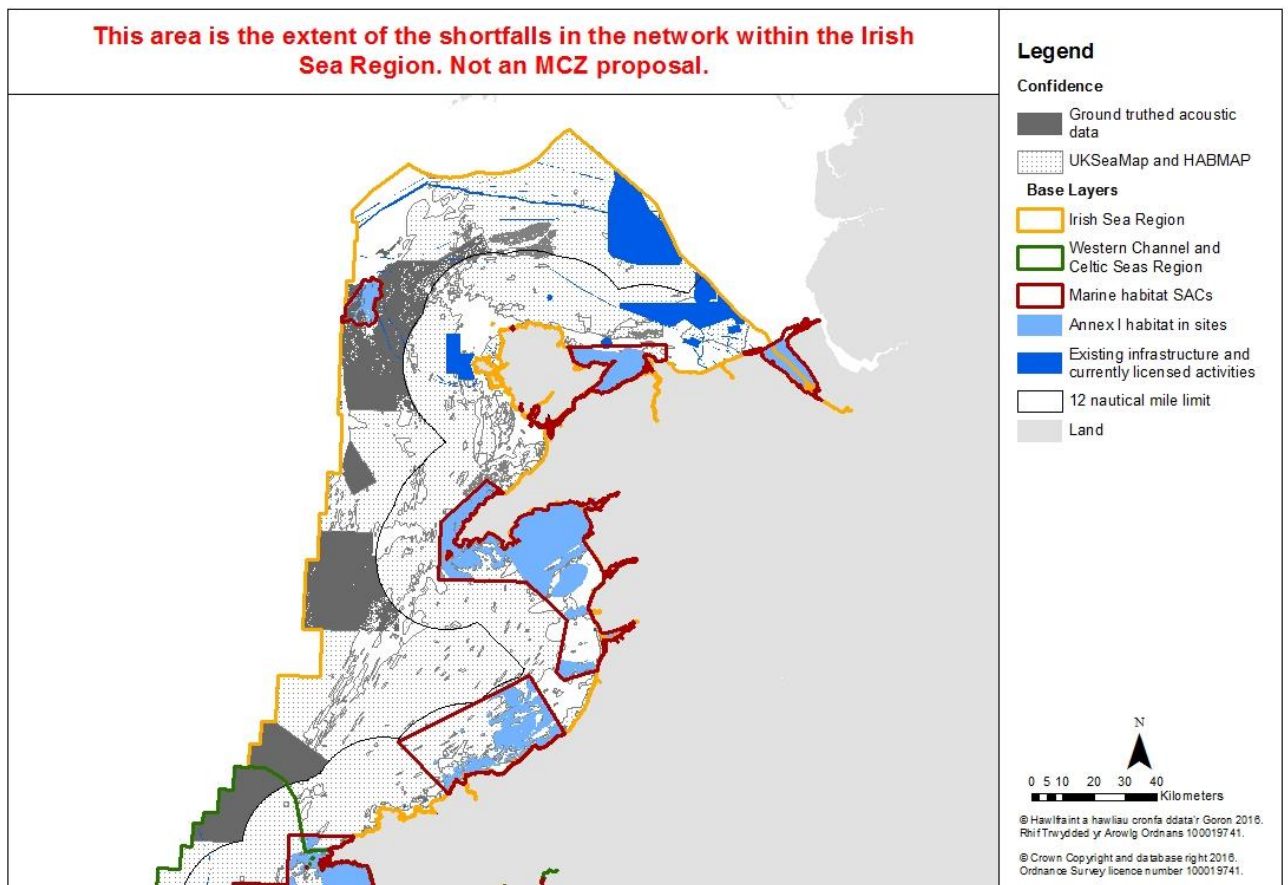 This area is the extent of the shortfalls in the network within the Irish
Sea Region. Not an MCZ proposal.
Legend
Confidence
Ground truthed acoustic
data
UKSeaMap and HABMAP
Base Layers
Irish Sea Region
Western Channel and
Celtic Seas Region
Marine habitat SACs
Annex I habitat in sites
Existing infrastructure and
currently licensed activities
12 nautical mile limit
Land
N
0 5 10 20 30 40
Kilometers
© Hawlfraint a hawliau cronfa ddata'r Goron 2016.
Rhif Trwydded yr Arowlg Ordnans 100019741.
© Crown Copyright and database right 2016.
Ordnance Survey licence number 100019741.